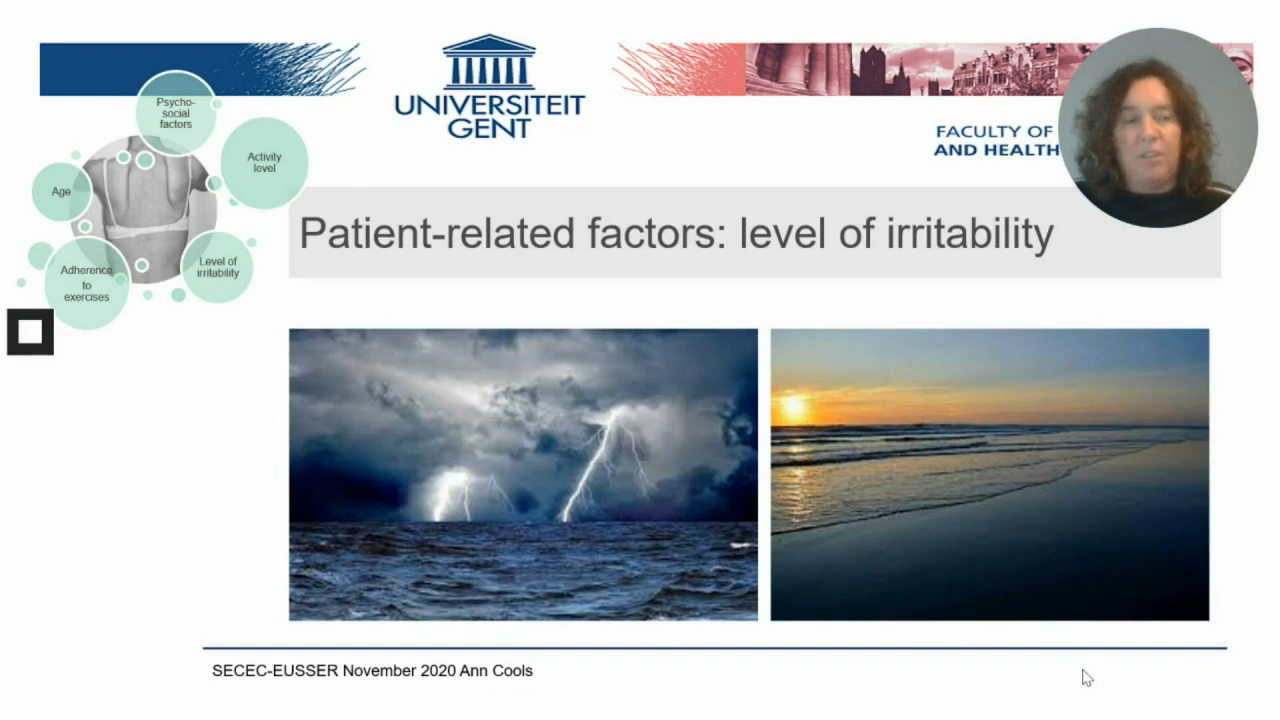 UNIVERSITEIT
GENT
FACULTY OF
AND HEALTH
Psycho-
social
factors
Activity
level
Age
Level of
irritability
Adherence
to
exercises
Patient-related factors: level of irritability
SECEC-EUSSER November 2020 Ann Cools